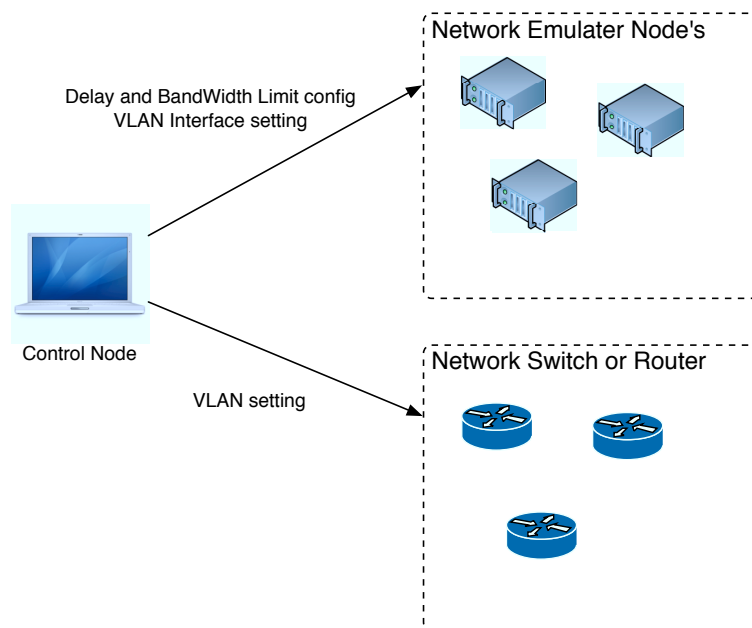 Network Emulater Node's
Delay and BandWidth Limit config
VLAN Interface setting
Control Node
Network Switch or Router
VLAN setting